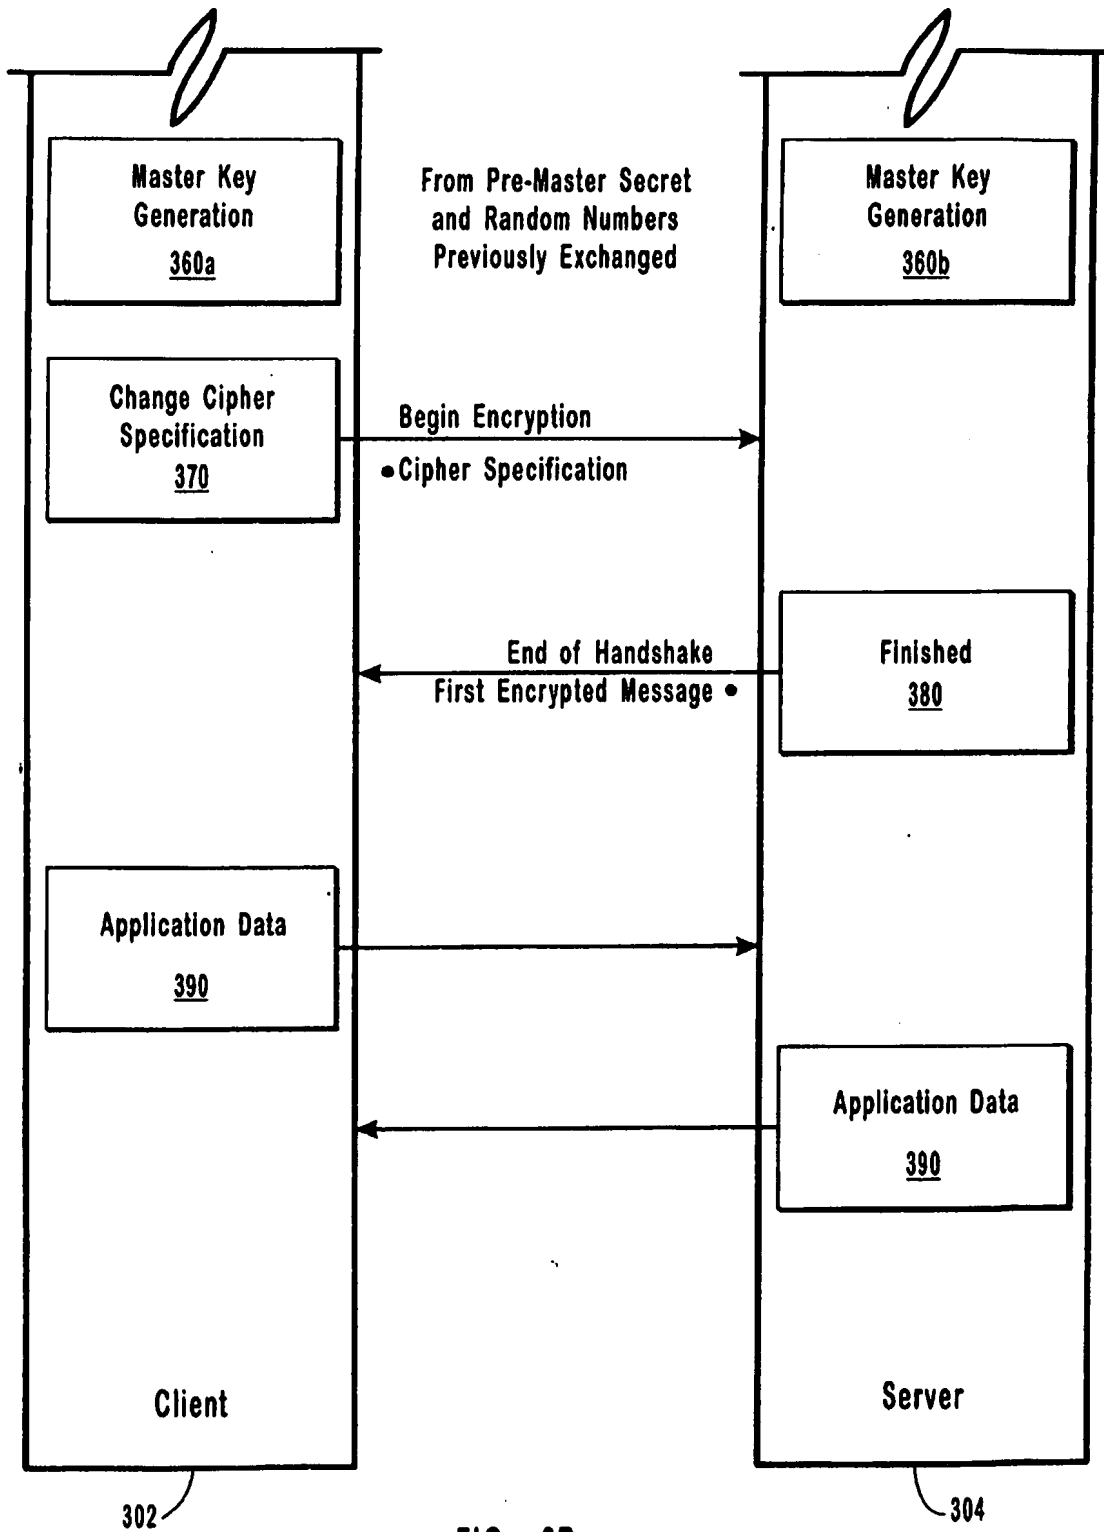 Master Key
Generation
360a
From Pre-Master Secret
and Random Numbers
Previously Exchanged
Master Key
Generation
360b
Change Cipher
Specification
370
Begin Encryption
• Cipher Specification
End of Handshake
First Encrypted Message •
Finished
380
Application Data
390
Application Data
390
Client
Server
302
304